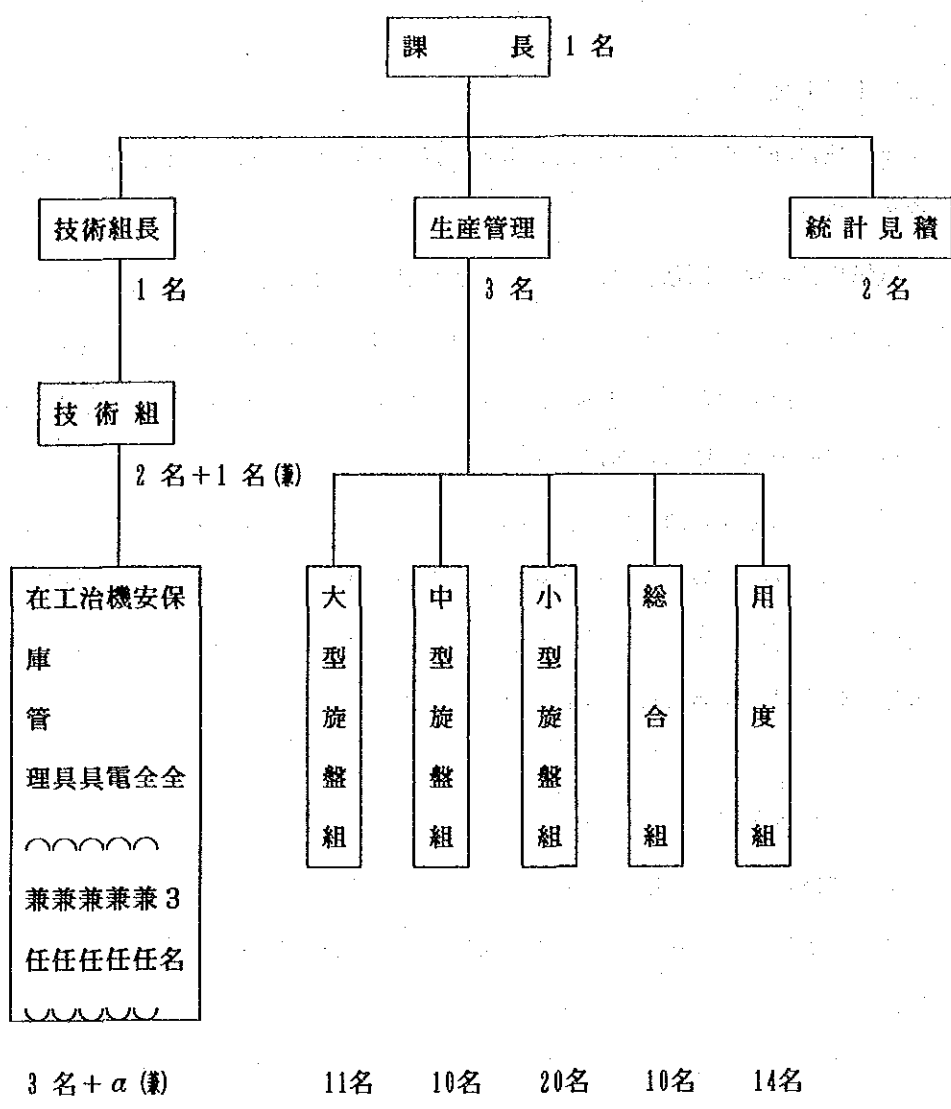 課長 1 名
技術組長
生産管理
統計見積
1 名
3 名
2 名
技術組
2 名+1 名(兼)
在庫管理(兼任)
工具(兼任)
治具(兼任)
機電(兼任)
安全(兼任)
保全3名
大型旋盤組
中型旋盤組
小型旋盤組
総合組
用度組
3 名+α(兼)
11名
10名
20名
10名
14名